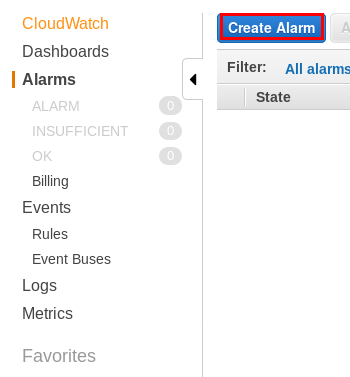 CloudWatch
Dashboards
Alarms
ALARM 0
INSUFFICIENT 0
OK 0
Billing
Events
Rules
Event Buses
Logs
Metrics
Favorites
Create Alarm A
Filter: All alarms
State